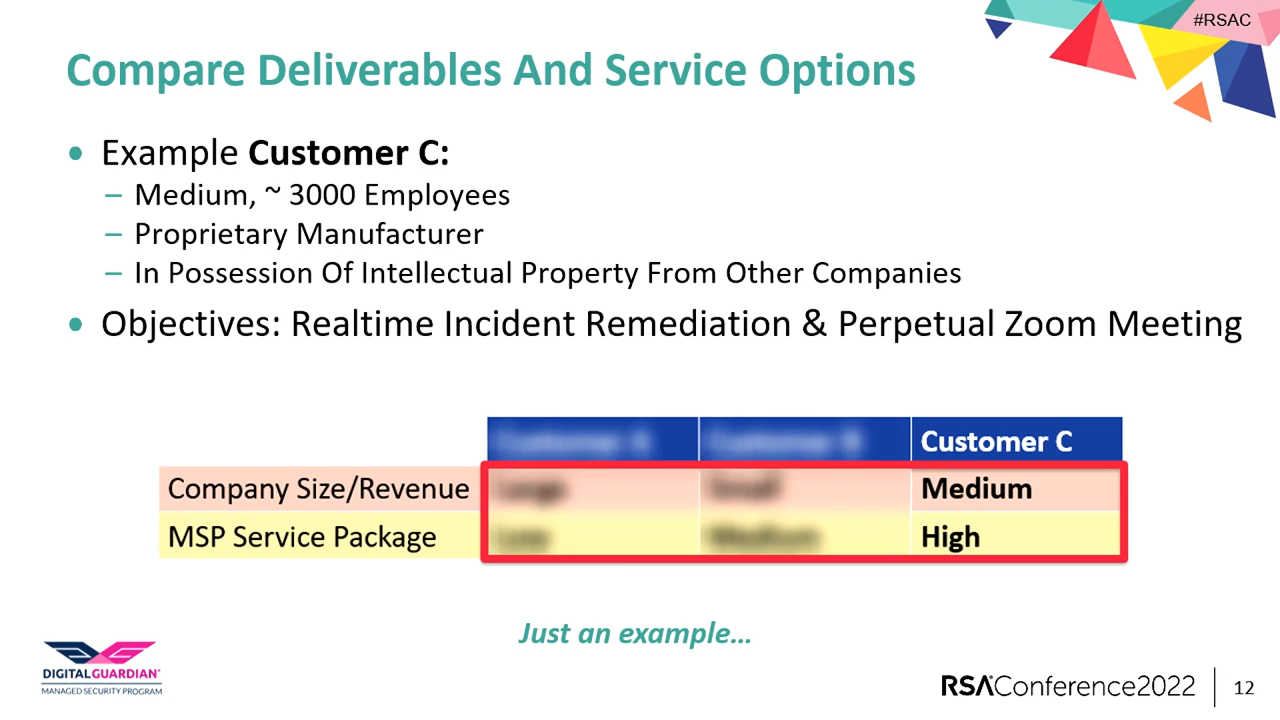 #RSAC
Compare Deliverables And Service Options
• Example Customer C:
– Medium, ~ 3000 Employees
– Proprietary Manufacturer
– In Possession Of Intellectual Property From Other Companies
• Objectives: Realtime Incident Remediation & Perpetual Zoom Meeting
Customer C
Company Size/Revenue Medium
MSP Service Package High
Just an example...
DIGITALGUARDIAN
MANAGED SECURITY PROGRAM
RSAConference2022 12